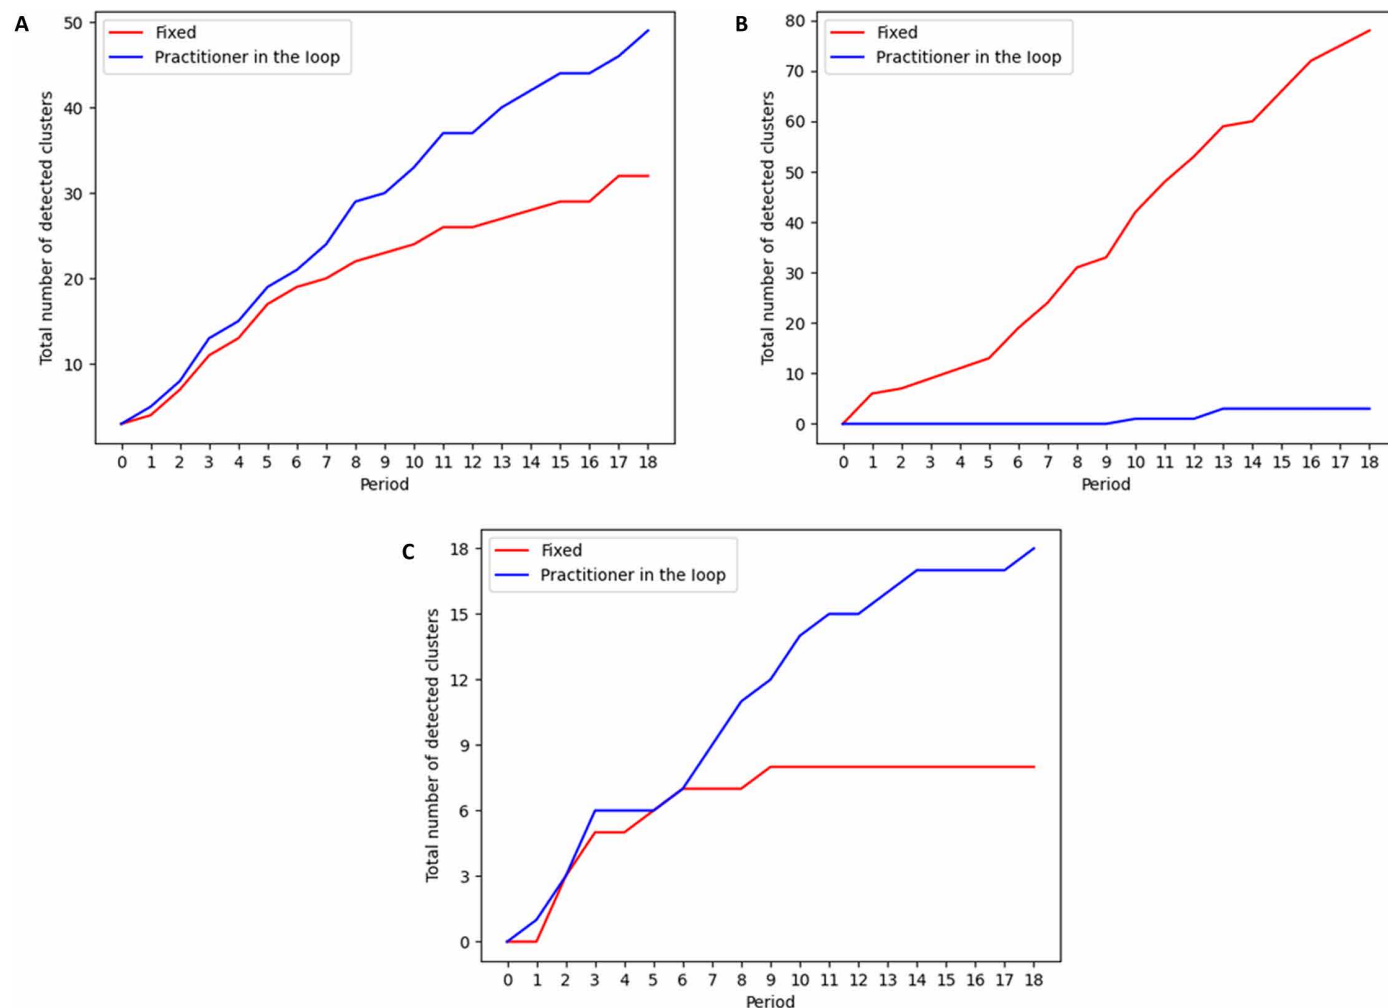 A
Fixed
Practitioner in the loop
Total number of detected clusters
50
40
30
20
10
0 1 2 3 4 5 6 7 8 9 10 11 12 13 14 15 16 17 18
Period
B
Fixed
Practitioner in the loop
Total number of detected clusters
80
70
60
50
40
30
20
10
0
0 1 2 3 4 5 6 7 8 9 10 11 12 13 14 15 16 17 18
Period
C
Fixed
Practitioner in the loop
Total number of detected clusters
18
15
12
9
6
3
0
0 1 2 3 4 5 6 7 8 9 10 11 12 13 14 15 16 17 18
Period